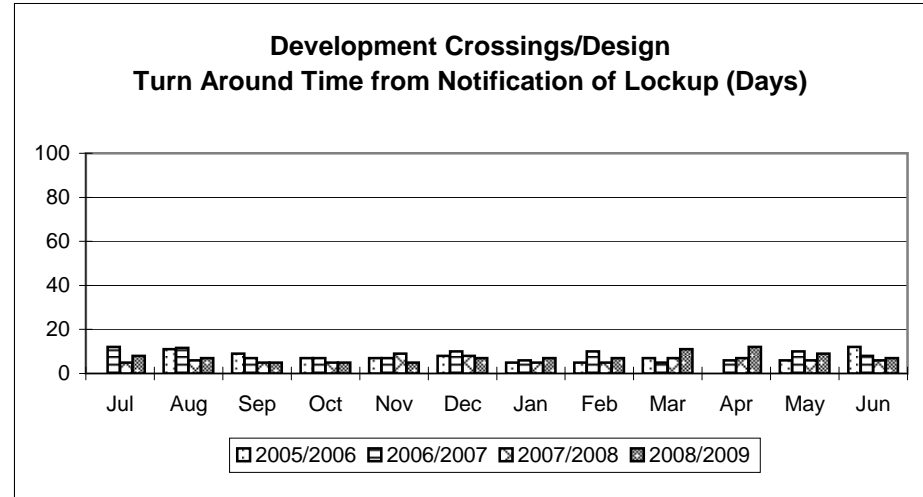 Development Crossings/Design
Turn Around Time from Notification of Lockup (Days)
100
80
60
40
20
0
Jul Aug Sep Oct Nov Dec Jan Feb Mar Apr May Jun
2005/2006 2006/2007 2007/2008 2008/2009